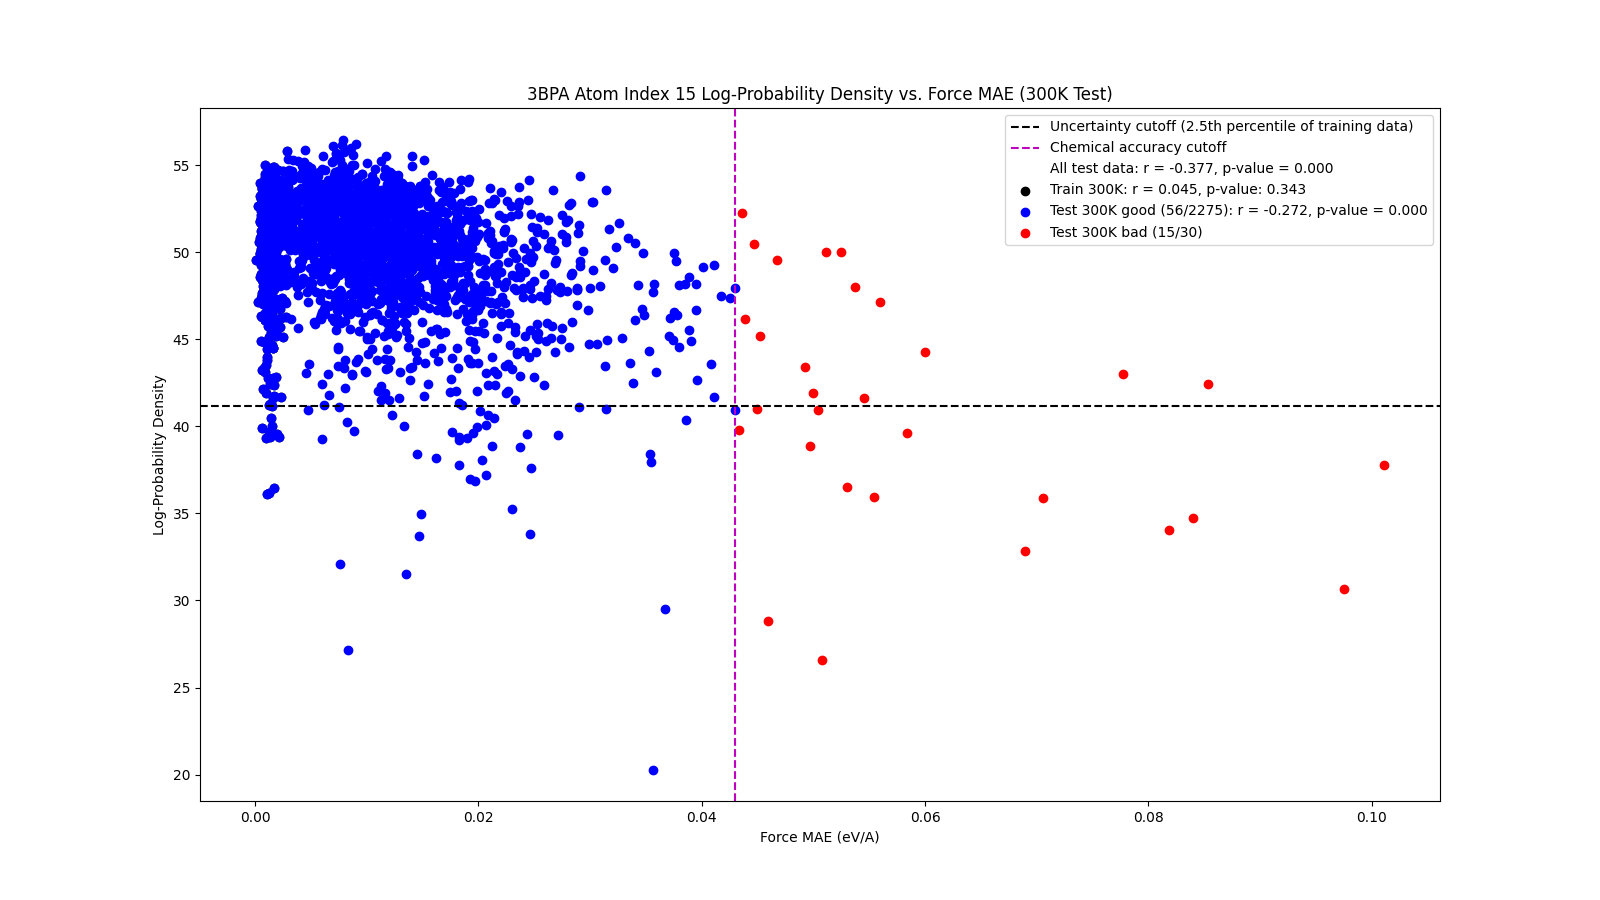 3BPA Atom Index 15 Log-Probability Density vs. Force MAE (300K Test)
Uncertainty cutoff (2.5th percentile of training data)
Chemical accuracy cutoff
All test data: r = -0.377, p-value = 0.000
Train 300K: r = 0.045, p-value: 0.343
Test 300K good (56/2275): r = -0.272, p-value = 0.000
Test 300K bad (15/30)
Log-Probability Density
55
50
45
40
35
30
25
20
0.00
0.02
0.04
0.06
0.08
0.10
Force MAE (eV/A)